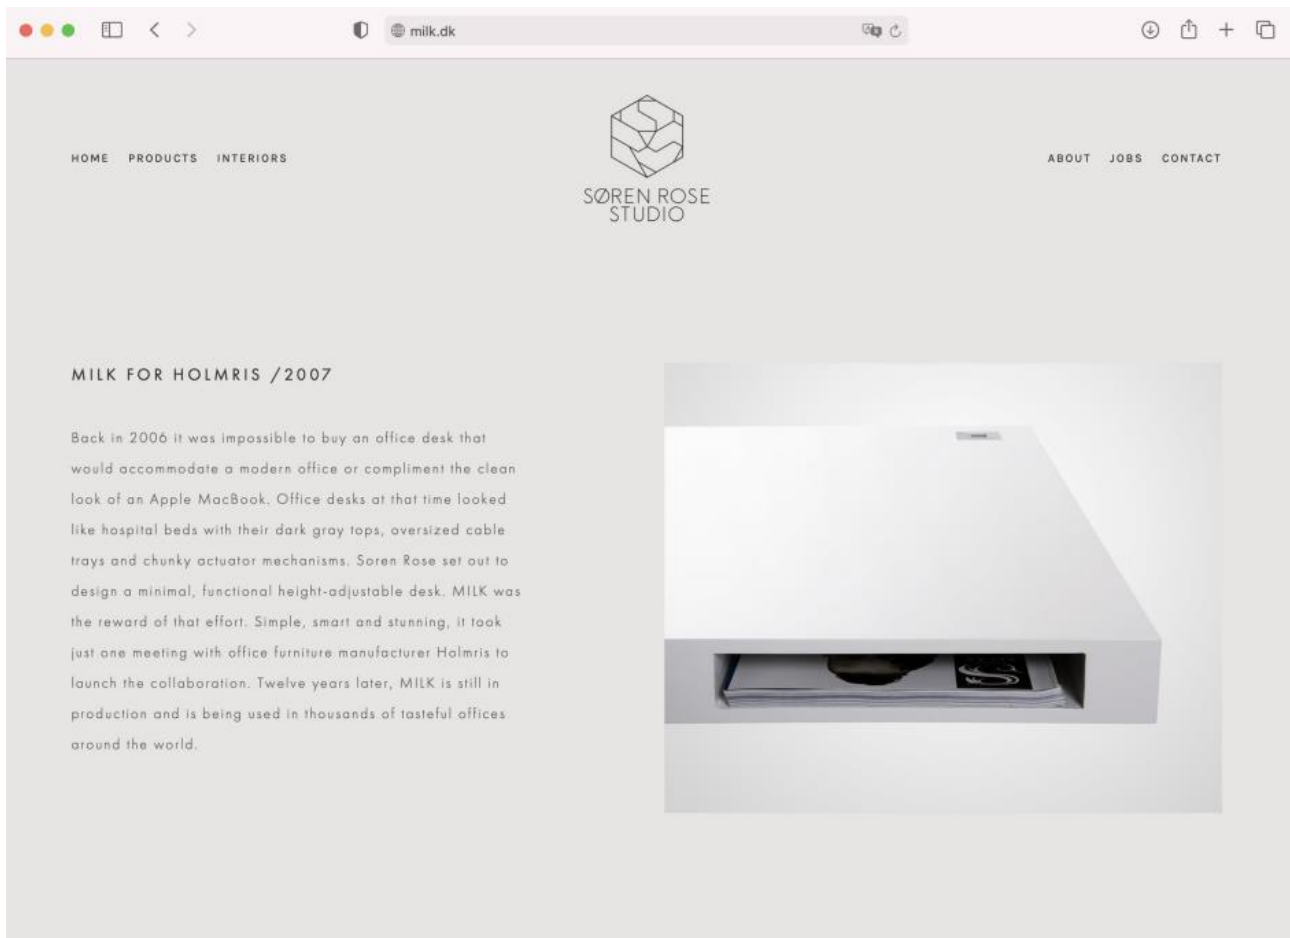 milk.dk
HOME PRODUCTS INTERIORS
SØREN ROSE
STUDIO
ABOUT JOBS CONTACT
MILK FOR HOLMRIS /2007
Back in 2006 it was impossible to buy an office desk that
would accommodate a modern office or compliment the clean
look of an Apple MacBook. Office desks at that time looked
like hospital beds with their dark gray tops, oversized cable
trays and chunky actuator mechanisms. Soren Rose set out to
design a minimal, functional height-adjustable desk. MILK was
the reward of that effort. Simple, smart and stunning, it took
just one meeting with office furniture manufacturer Holmris to
launch the collaboration. Twelve years later, MILK is still in
production and is being used in thousands of tasteful offices
around the world.